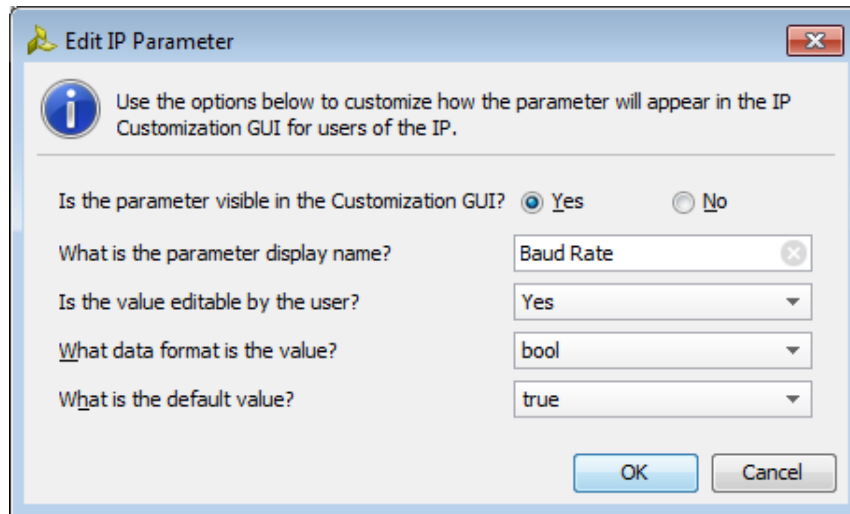 Edit IP Parameter
Use the options below to customize how the parameter will appear in the IP
Customization GUI for users of the IP.
Is the parameter visible in the Customization GUI? Yes No
What is the parameter display name? Baud Rate
Is the value editable by the user? Yes
What data format is the value? bool
What is the default value? true
OK Cancel